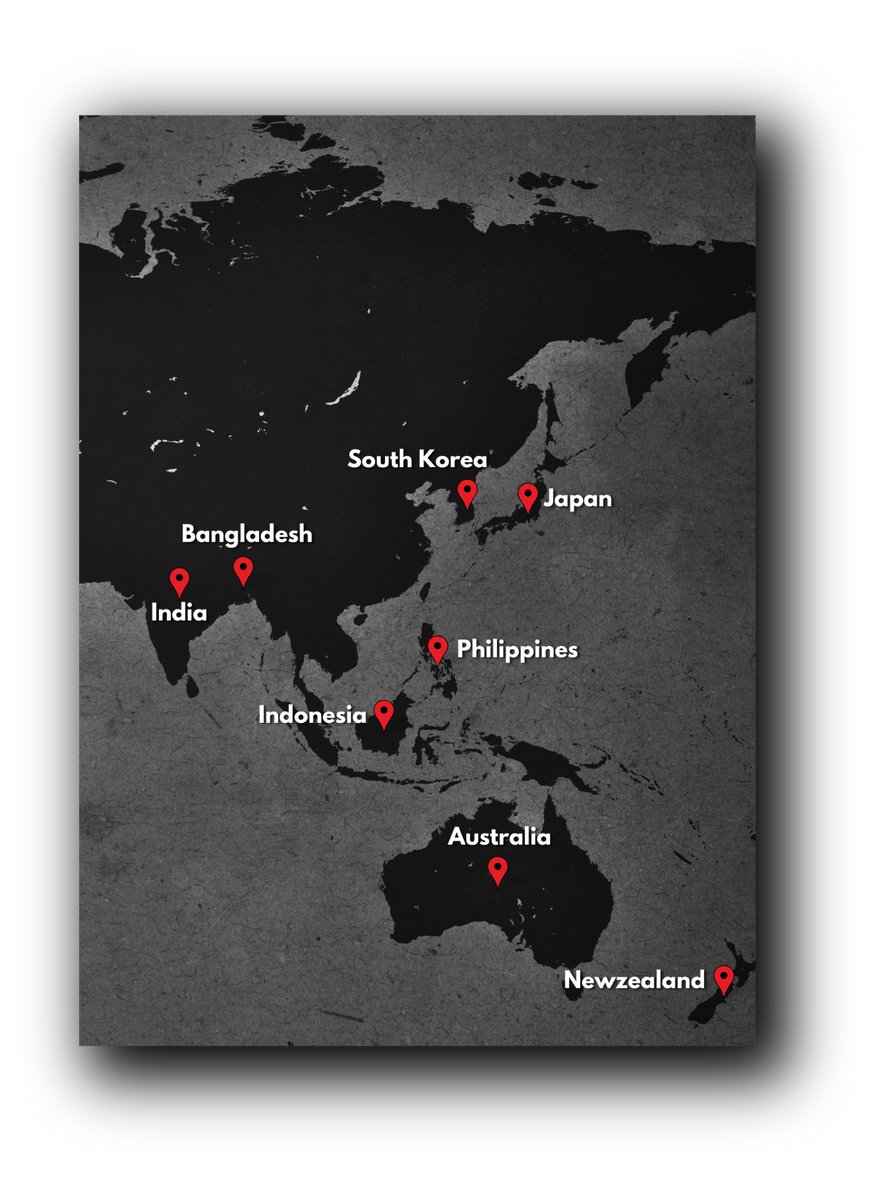 South Korea
Japan
Bangladesh
India
Philippines
Indonesia
Australia
Newzealand